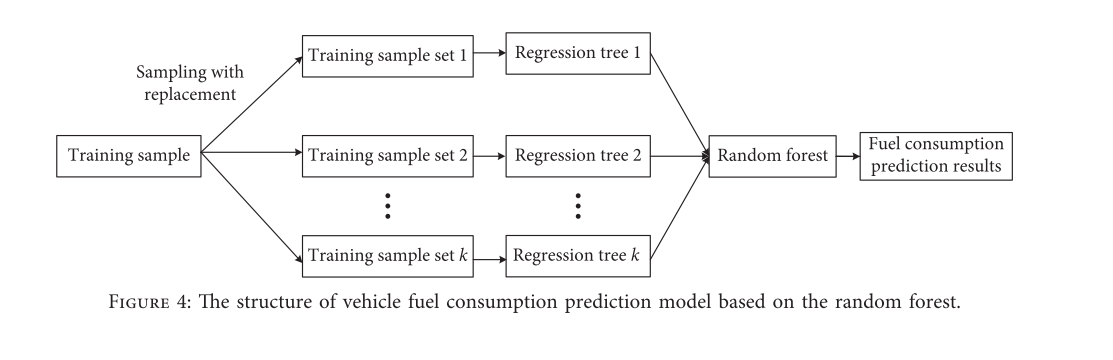 Sampling with
replacement
Training sample
Training sample set 1
Regression tree 1
Training sample set 2
Regression tree 2
Training sample set k
Regression tree k
Random forest
Fuel consumption
prediction results
Figure 4: The structure of vehicle fuel consumption prediction model based on the random forest.